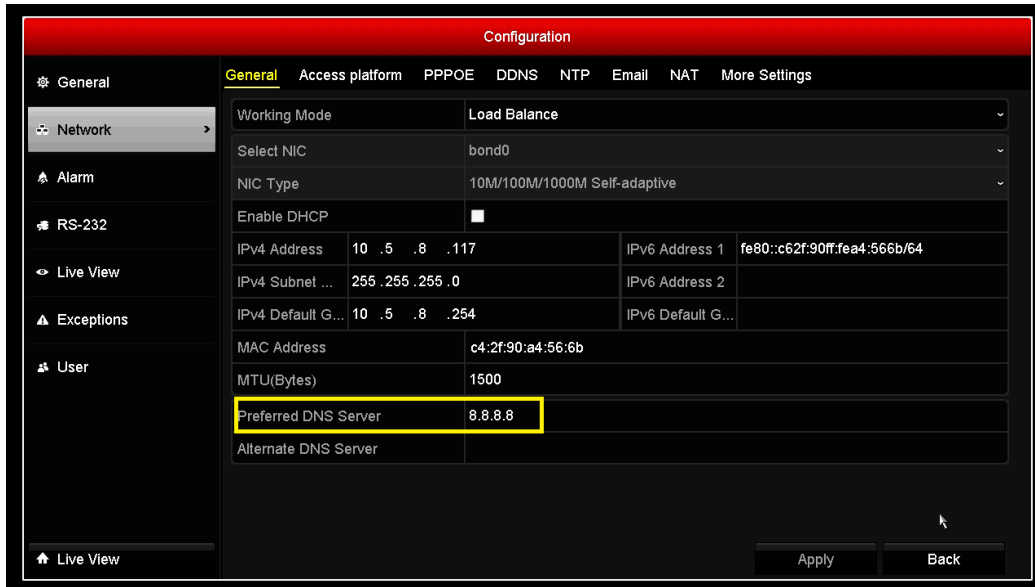 Configuration
General
Network
Alarm
RS-232
Live View
Exceptions
User
Live View
General Access platform PPPOE DDNS NTP Email NAT More Settings
Working Mode Load Balance
Select NIC bond0
NIC Type 10M/100M/1000M Self-adaptive
Enable DHCP
IPv4 Address 10 .5 .8 .117 IPv6 Address 1 fe80::c62f:90ff:fea4:566b/64
IPv4 Subnet ... 255.255.255.0 IPv6 Address 2
IPv4 Default G... 10 .5 .8 .254 IPv6 Default G...
MAC Address c4:2f:90:a4:56:6b
MTU(Bytes) 1500
Preferred DNS Server 8.8.8.8
Alternate DNS Server
Apply Back